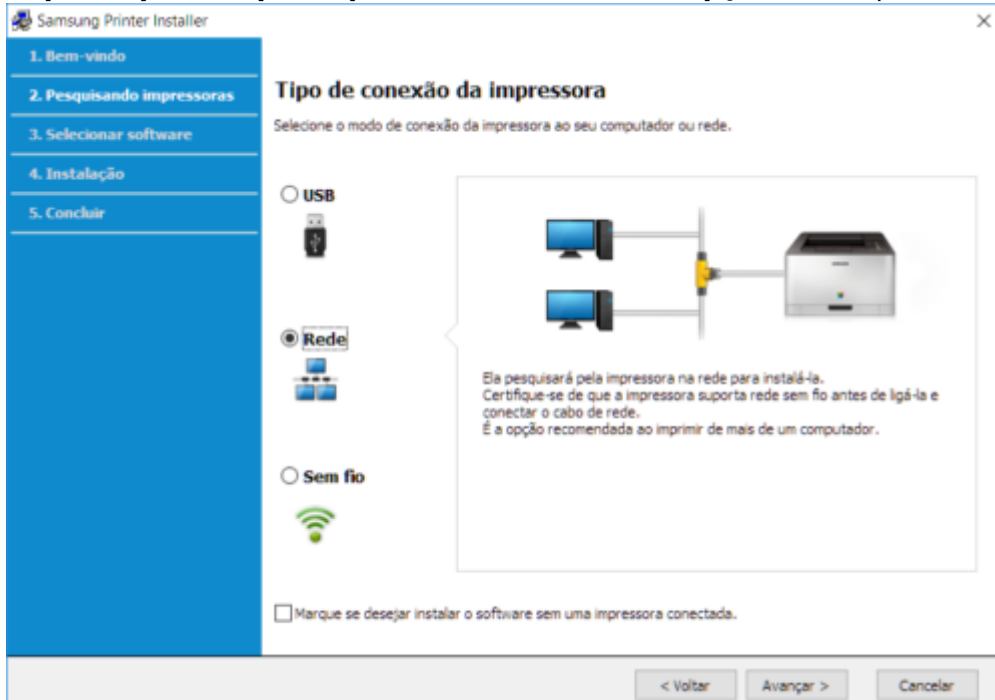 Samsung Printer Installer
1. Bem-vindo
2. Pesquisando impressoras
3. Selecionar software
4. Instalação
5. Concluir
Tipo de conexão da impressora
Selecione o modo de conexão da impressora ao seu computador ou rede.
USB
Rede
Ela pesquisará pela impressora na rede para instalá-la.
Certifique-se de que a impressora suporta rede sem fio antes de ligá-la e
conectar o cabo de rede.
É a opção recomendada ao imprimir de mais de um computador.
Sem fio
Marque se desejar instalar o software sem uma impressora conectada.
< Voltar
Avançar >
Cancelar